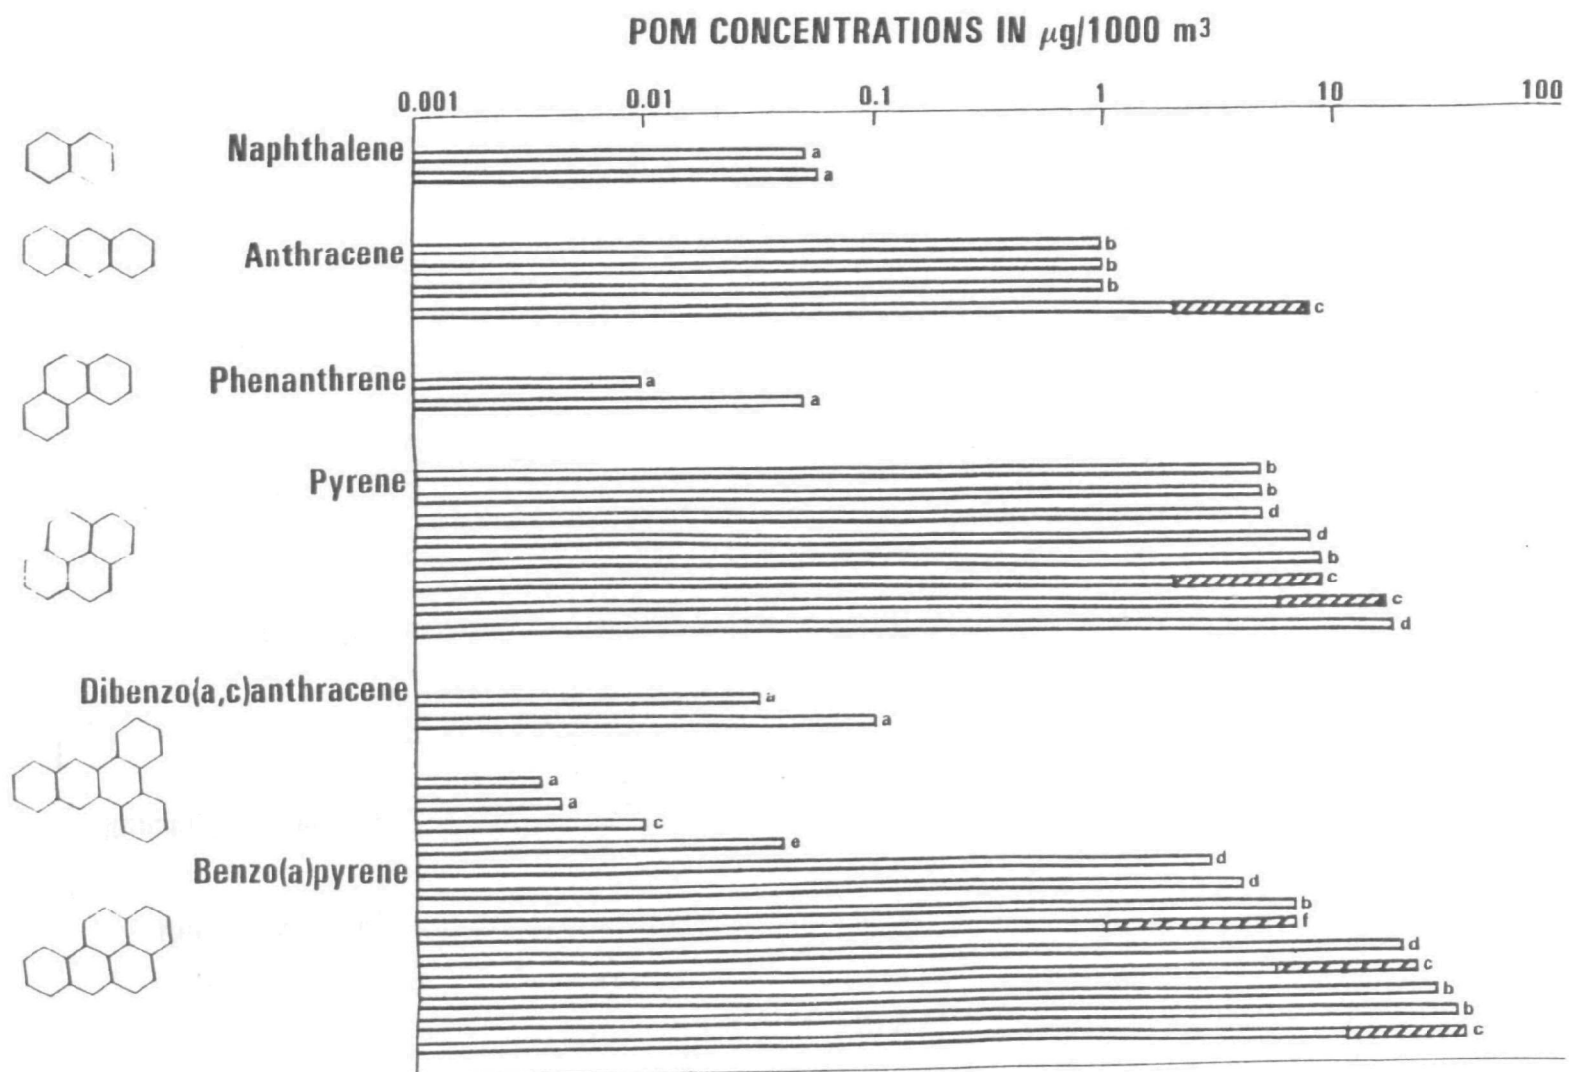 POM CONCENTRATIONS IN μg/1000 m³
0.001 0.01 0.1 1 10 100
Naphthalene
a
a
Anthracene
b
b
b
c
Phenanthrene
a
a
Pyrene
b
b
d
d
b
c
c
d
Dibenzo(a,c)anthracene
a
a
a
a
c
e
Benzo(a)pyrene
d
d
b
f
d
c
b
b
c